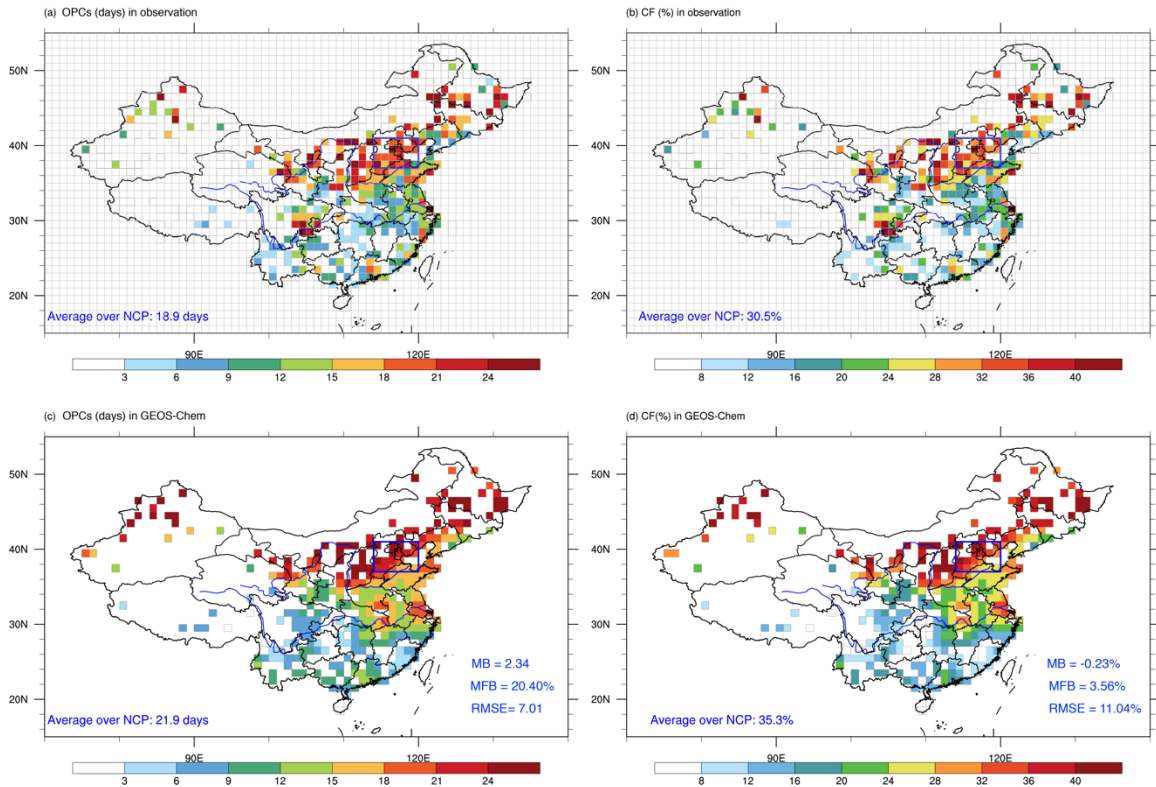 (a) OPCs (days) in observation
50N
40N
30N
20N
Average over NCP: 18.9 days
90E 120E
3 6 9 12 15 18 21 24
(b) CF (%) in observation
50N
40N
30N
20N
Average over NCP: 30.5%
90E 120E
8 12 16 20 24 28 32 36 40
(c) OPCs (days) in GEOS-Chem
50N
40N
30N
20N
MB = 2.34
MFB = 20.40%
RMSE= 7.01
Average over NCP: 21.9 days
90E 120E
3 6 9 12 15 18 21 24
(d) CF(%) in GEOS-Chem
50N
40N
30N
20N
MB = -0.23%
MFB = 3.56%
RMSE = 11.04%
Average over NCP: 35.3%
90E 120E
8 12 16 20 24 28 32 36 40